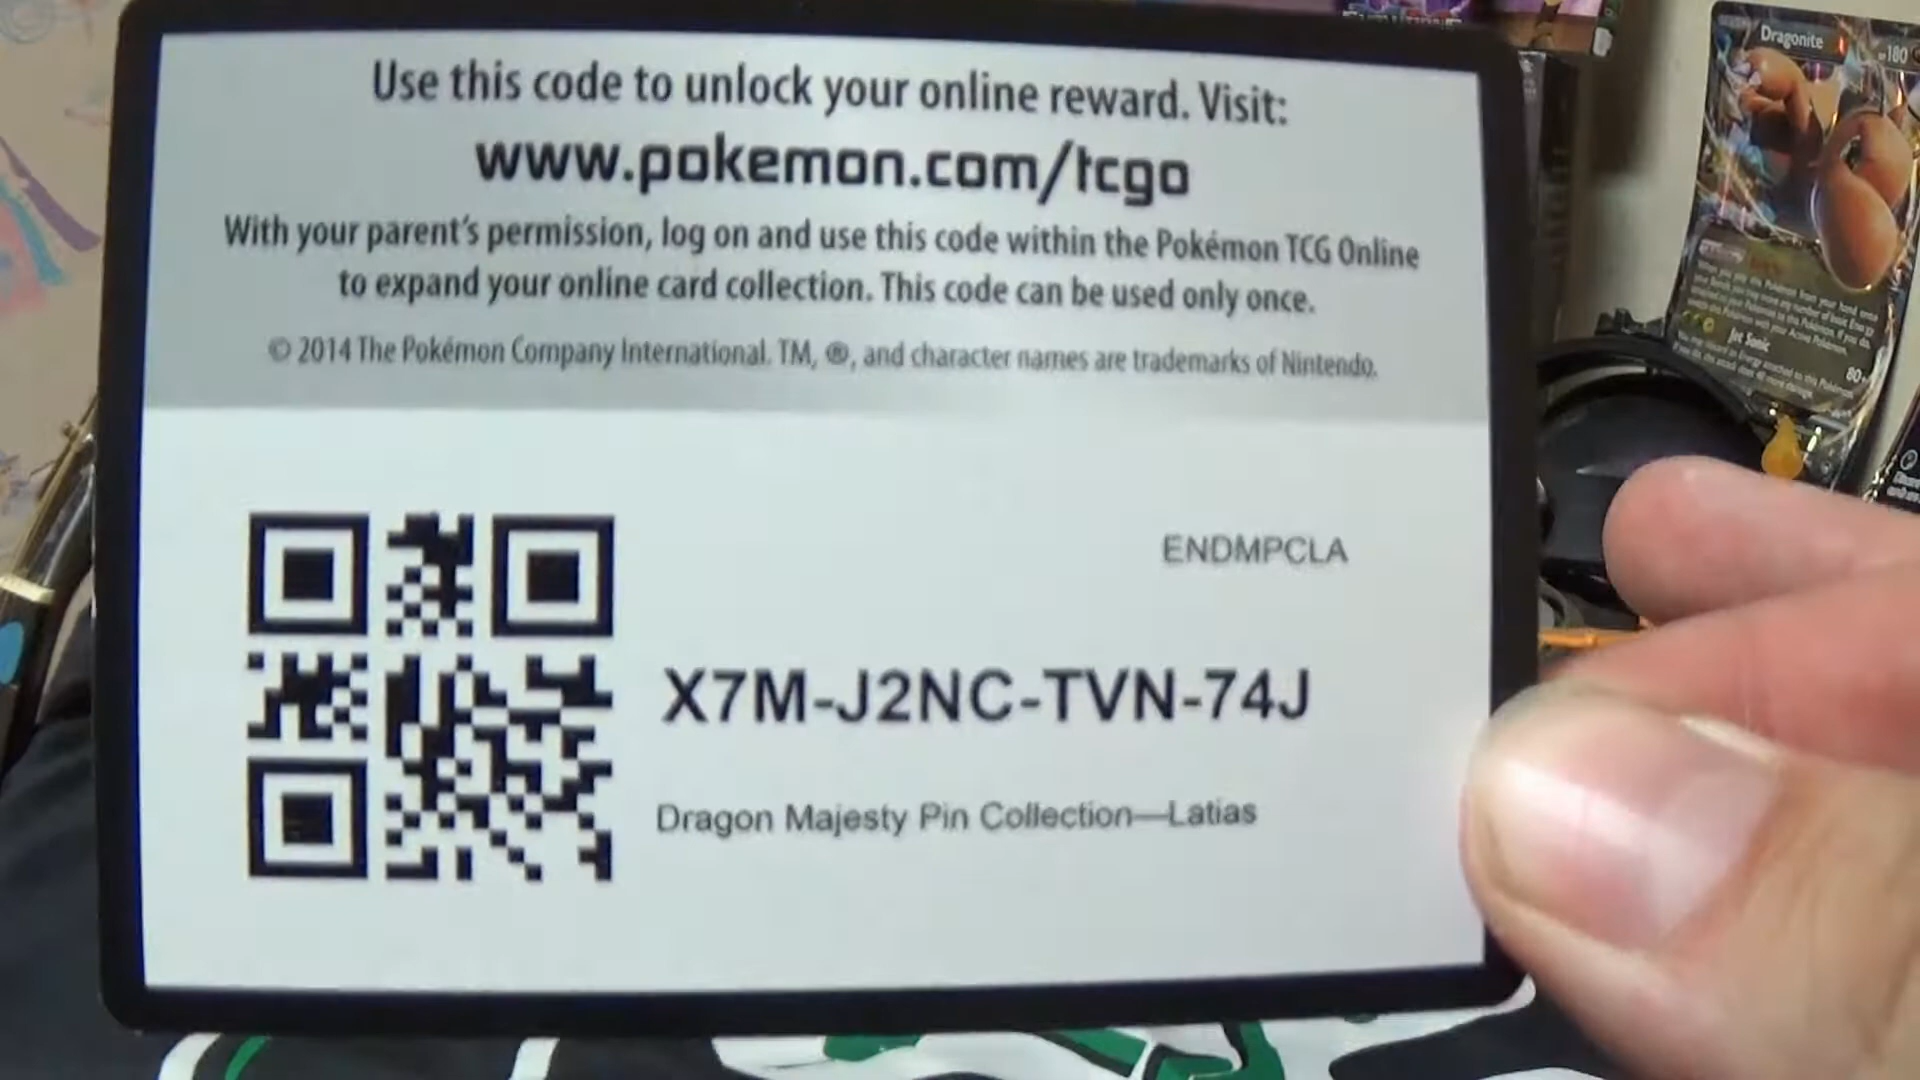 Use this code to unlock your online reward. Visit:
www.pokemon.com/tcgo
With your parent's permission, log on and use this code within the Pokémon TCG Online
to expand your online card collection. This code can be used only once.
© 2014 The Pokémon Company International. TM, ®, and character names are trademarks of Nintendo.
ENDMPCLA
X7M-J2NC-TVN-74J
Dragon Majesty Pin Collection—Latias
Dragonite
180
Jet Sonic
80+